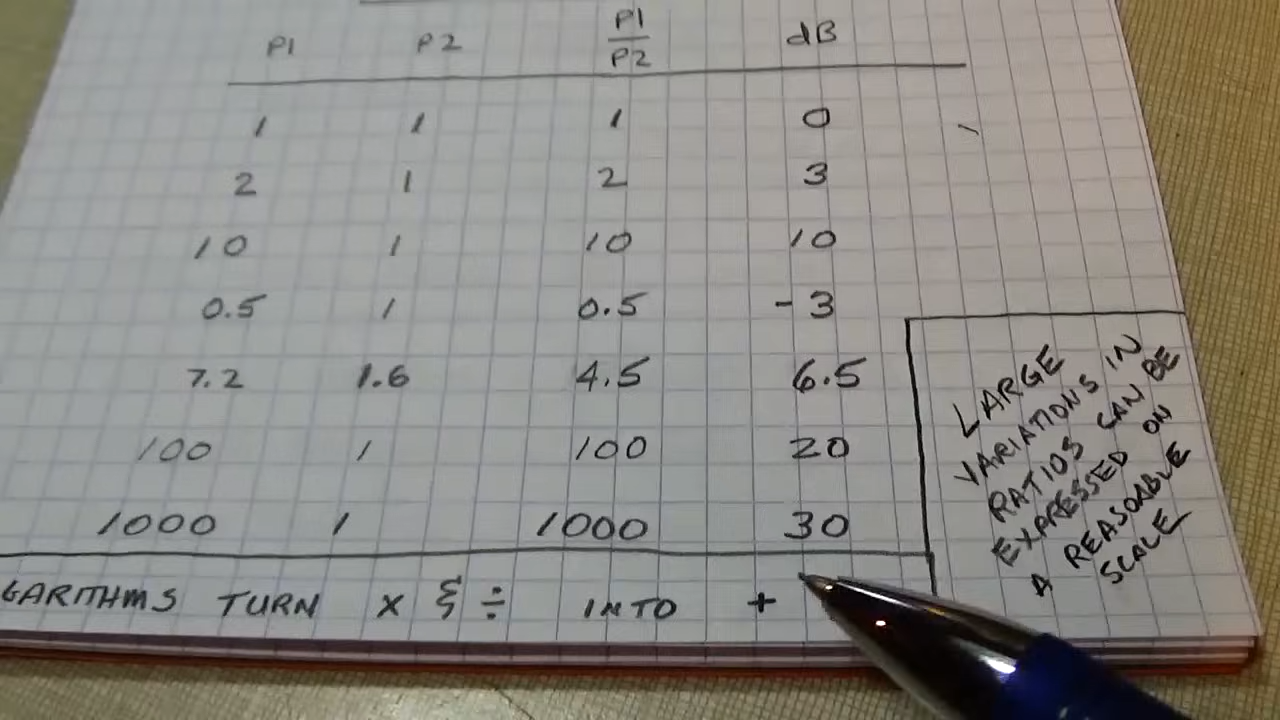 P1 P2 P1/P2 dB
1 1 1 0
2 1 2 3
10 1 10 10
0.5 1 0.5 -3
7.2 1.6 4.5 6.5
100 1 100 20
1000 1 1000 30
LARGE
VARIATIONS IN
RATIOS CAN BE
EXPRESSED ON
A REASONABLE
SCALE
GARITHMS TURN × & ÷ INTO +